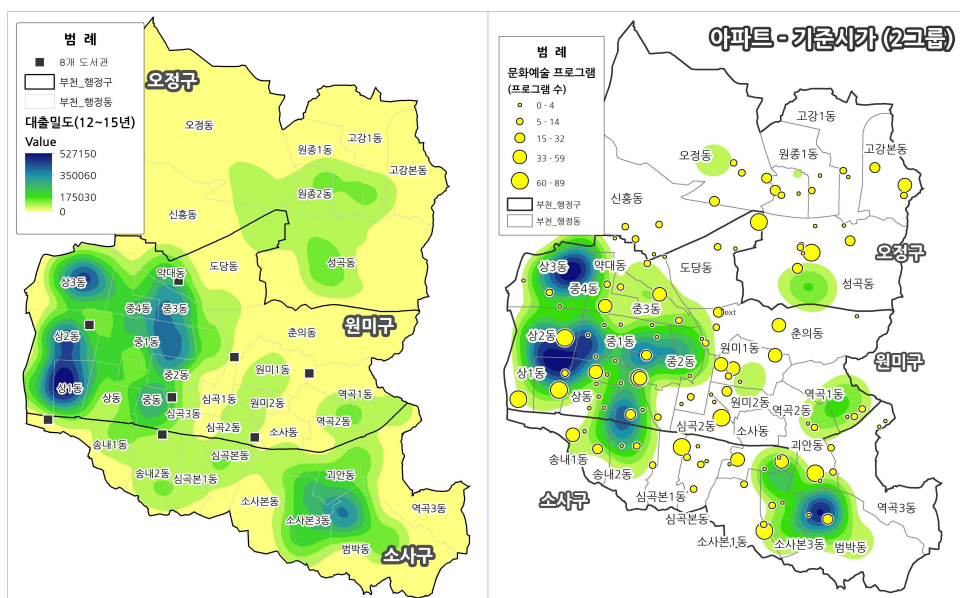 범 례
8개 도서관
부천_행정구
부천_행정동
대출밀도(12~15년)
Value
527150
350060
175030
0
오정구
오정동
고강1동
원종1동
고강본동
원종2동
신흥동
성곡동
도당동
약대동
상3동
중4동
중3동
원미구
춘의동
상2동
중1동
중2동
원미1동
상1동
상동
중동
심곡1동
원미2동
역곡1동
심곡3동
심곡2동
소사동
역곡2동
송내1동
심곡본동
송내2동
심곡본1동
괴안동
소사본동
소사본3동
역곡3동
범박동
소사구
아파트 - 기준시가 (2그룹)
범 례
문화예술 프로그램
(프로그램 수)
0 - 4
5 - 14
15 - 32
33 - 59
60 - 89
부천_행정구
부천_행정동
고강1동
오정동
원종1동
고강본동
신흥동
오정구
성곡동
도당동
상3동
약대동
중4동
중3동
text
춘의동
상2동
중1동
중2동
원미1동
원미구
상1동
상동
원미2동
역곡1동
역곡2동
심곡2동
소사동
송내1동
괴안동
송내2동
소사구
심곡본1동
심곡본동
역곡3동
소사본1동
소사본3동
범박동